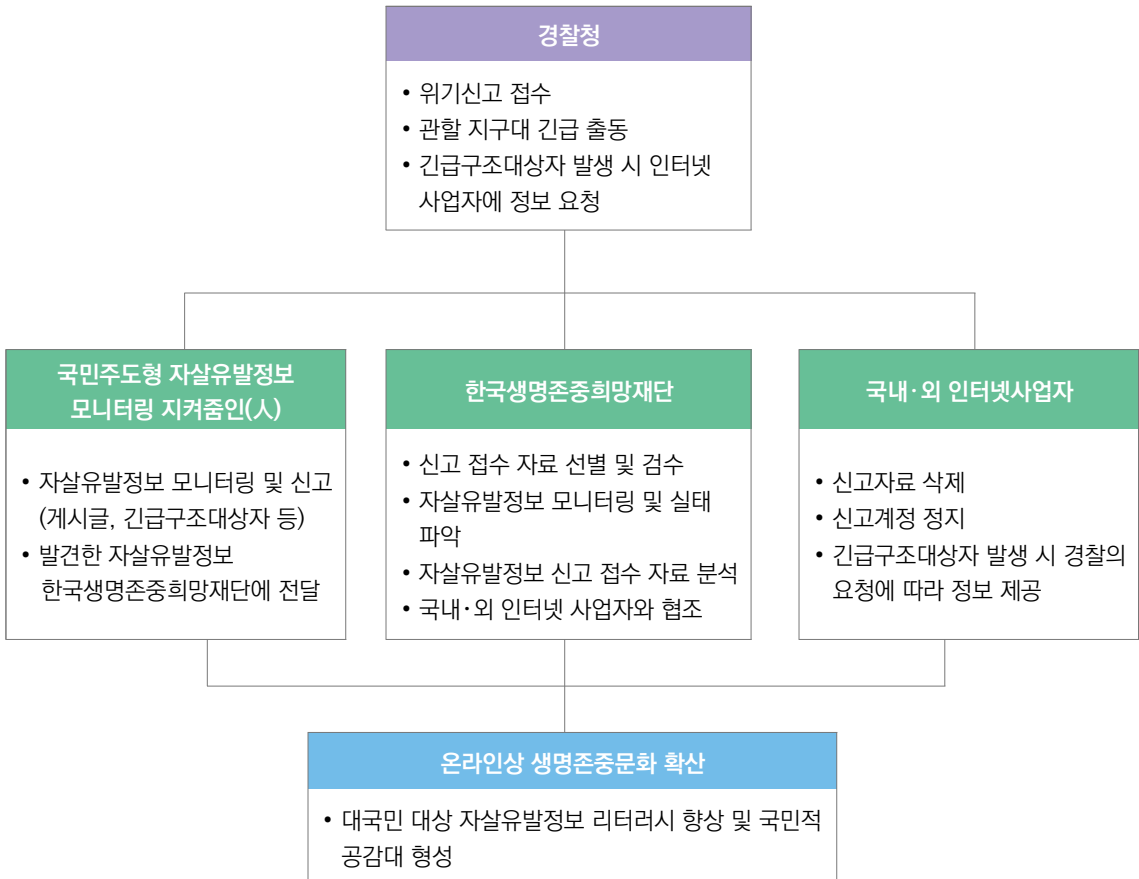 경찰청
• 위기신고 접수
• 관할 지구대 긴급 출동
• 긴급구조대상자 발생 시 인터넷
사업자에 정보 요청
국민주도형 자살유발정보
모니터링 지켜줌인(人)
• 자살유발정보 모니터링 및 신고
(게시글, 긴급구조대상자 등)
• 발견한 자살유발정보
한국생명존중희망재단에 전달
한국생명존중희망재단
• 신고 접수 자료 선별 및 검수
• 자살유발정보 모니터링 및 실태
파악
• 자살유발정보 신고 접수 자료 분석
• 국내·외 인터넷 사업자와 협조
국내·외 인터넷사업자
• 신고자료 삭제
• 신고계정 정지
• 긴급구조대상자 발생 시 경찰의
요청에 따라 정보 제공
온라인상 생명존중문화 확산
• 대국민 대상 자살유발정보 리터러시 향상 및 국민적
공감대 형성